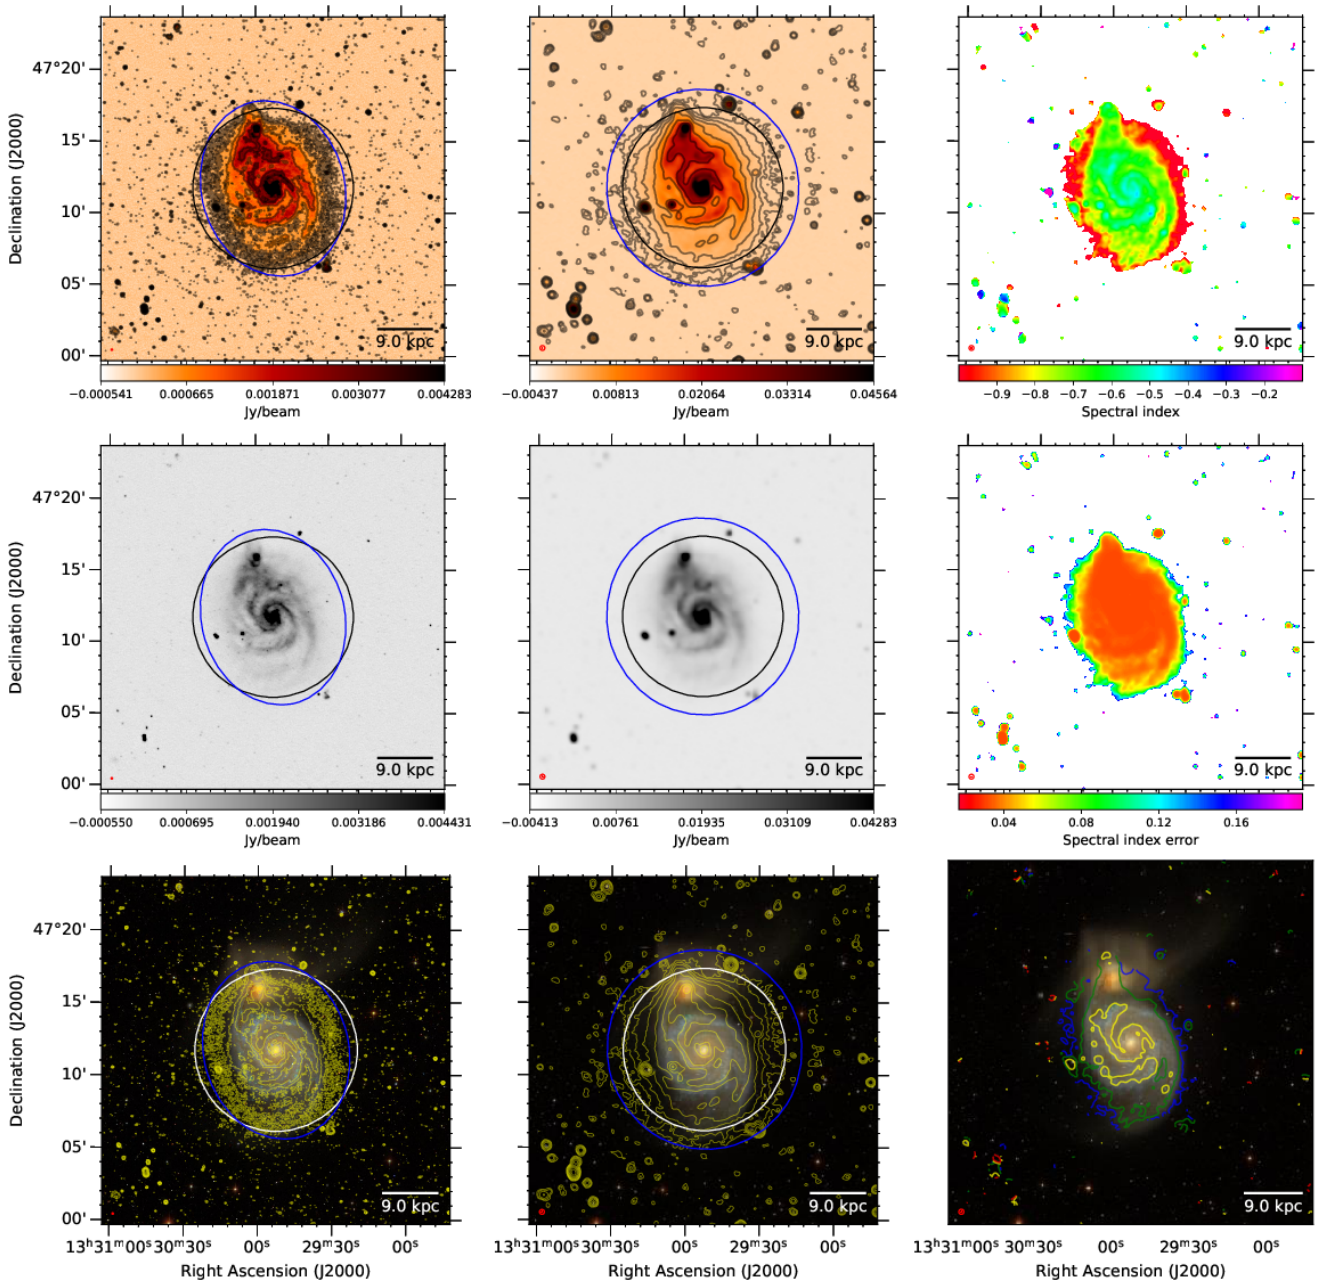 47°20'
15'
10'
05'
00'
Declination (J2000)
9.0 kpc
9.0 kpc
9.0 kpc
−0.000541 0.000665 0.001871 0.003077 0.004283
Jy/beam
−0.00437 0.00813 0.02064 0.03314 0.04564
Jy/beam
−0.9 −0.8 −0.7 −0.6 −0.5 −0.4 −0.3 −0.2
Spectral index
47°20'
15'
10'
05'
00'
Declination (J2000)
9.0 kpc
9.0 kpc
9.0 kpc
−0.000550 0.000695 0.001940 0.003186 0.004431
Jy/beam
−0.00413 0.00761 0.01935 0.03109 0.04283
Jy/beam
0.04 0.08 0.12 0.16
Spectral index error
47°20'
15'
10'
05'
00'
Declination (J2000)
9.0 kpc
9.0 kpc
9.0 kpc
13ʰ31ᵐ00ˢ 30ᵐ30ˢ 00ˢ 29ᵐ30ˢ 00ˢ
Right Ascension (J2000)
13ʰ31ᵐ00ˢ 30ᵐ30ˢ 00ˢ 29ᵐ30ˢ 00ˢ
Right Ascension (J2000)
13ʰ31ᵐ00ˢ 30ᵐ30ˢ 00ˢ 29ᵐ30ˢ 00ˢ
Right Ascension (J2000)